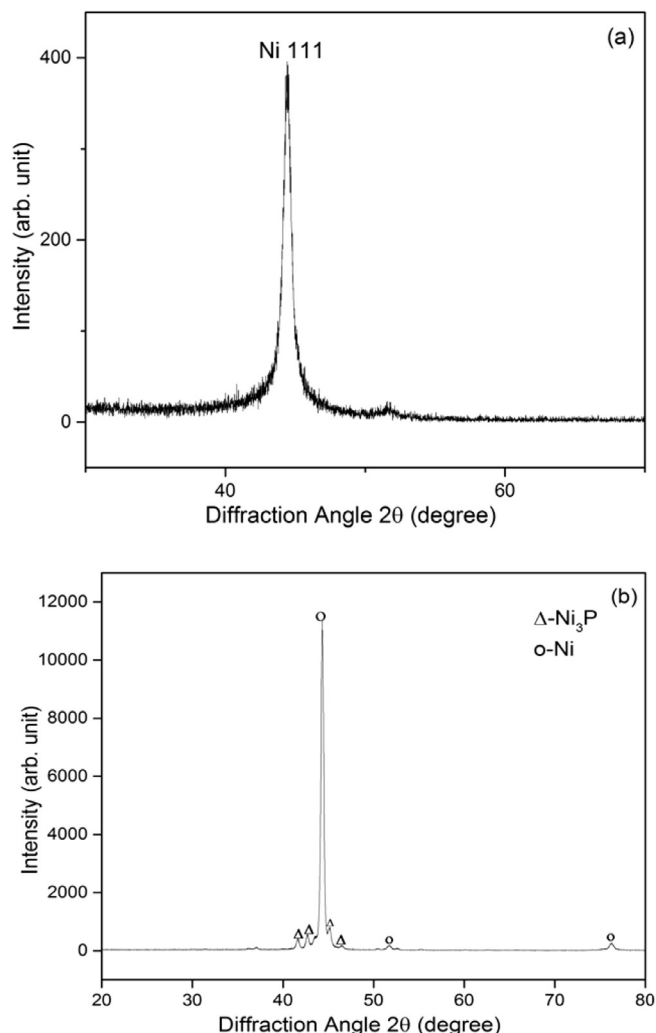 (a)
Ni 111
400
200
0
40
60
Intensity (arb. unit)
Diffraction Angle 2θ (degree)
(b)
Δ-Ni₃P
o-Ni
12000
10000
8000
6000
4000
2000
0
o
Δ
Δ
Δ
Δ
o
o
20
30
40
50
60
70
80
Intensity (arb. unit)
Diffraction Angle 2θ (degree)